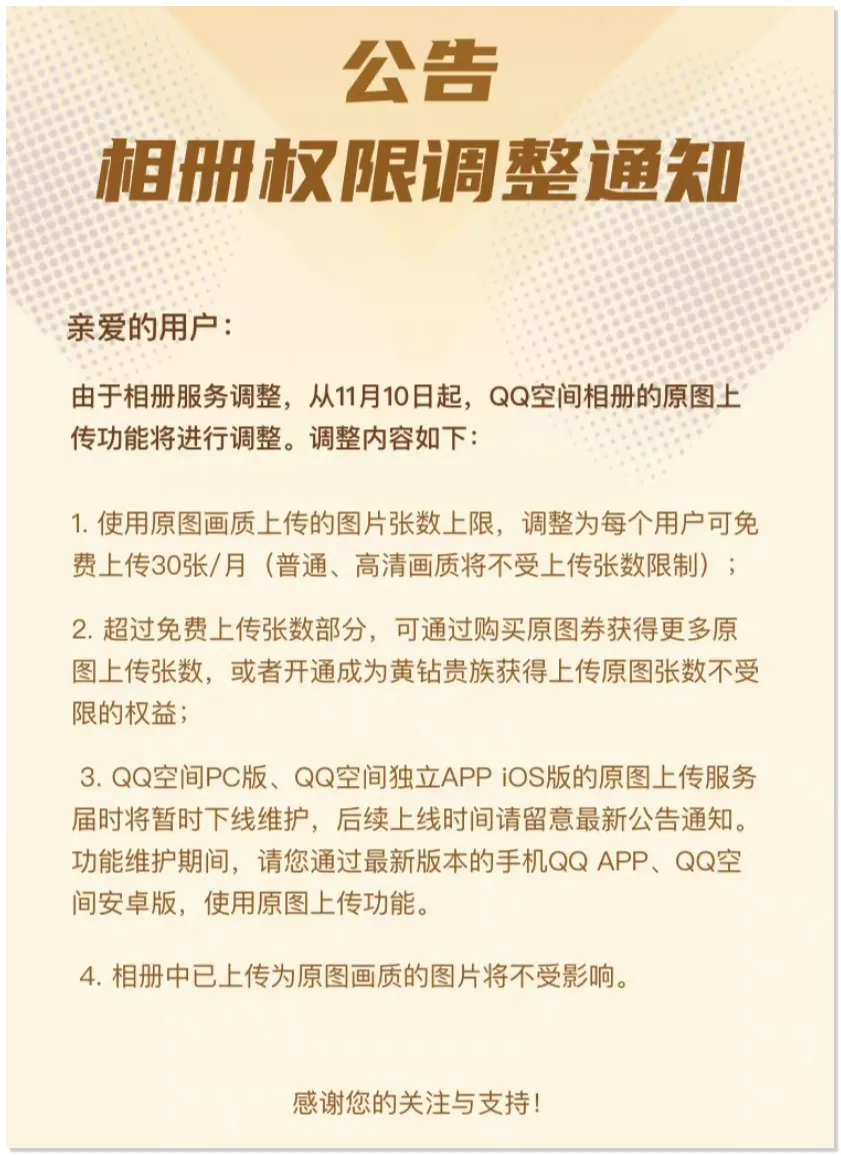 公告
相册权限调整通知
亲爱的用户：
由于相册服务调整，从11月10日起，QQ空间相册的原图上
传功能将进行调整。调整内容如下：
1. 使用原图画质上传的图片张数上限，调整为每个用户可免
费上传30张/月（普通、高清画质将不受上传张数限制）；
2. 超过免费上传张数部分，可通过购买原图券获得更多原
图上传张数，或者开通成为黄钻贵族获得上传原图张数不受
限的权益；
3. QQ空间PC版、QQ空间独立APP iOS版的原图上传服务
届时将暂时下线维护，后续上线时间请留意最新公告通知。
功能维护期间，请您通过最新版本的手机QQ APP、QQ空
间安卓版，使用原图上传功能。
4. 相册中已上传为原图画质的图片将不受影响。
感谢您的关注与支持！